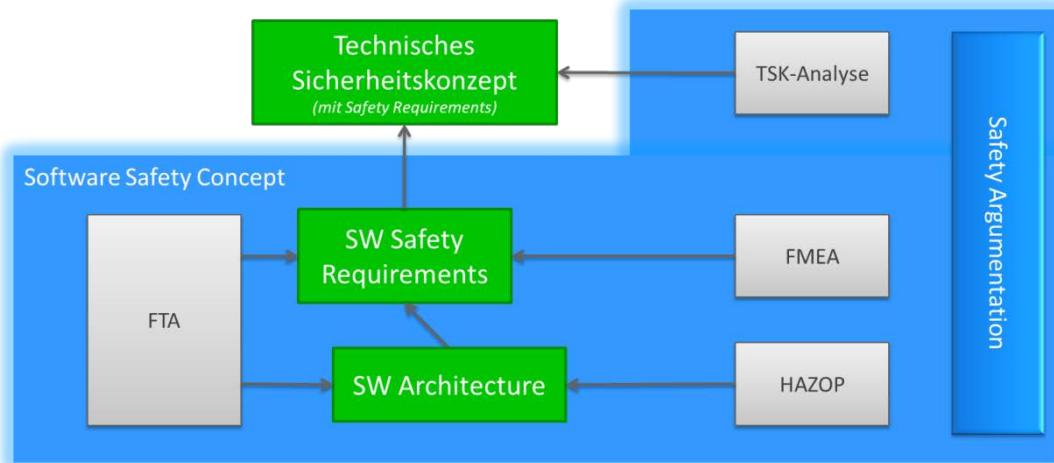 Technisches
Sicherheitskonzept
(mit Safety Requirements)
TSK-Analyse
Safety Argumentation
Software Safety Concept
SW Safety
Requirements
FMEA
FTA
SW Architecture
HAZOP